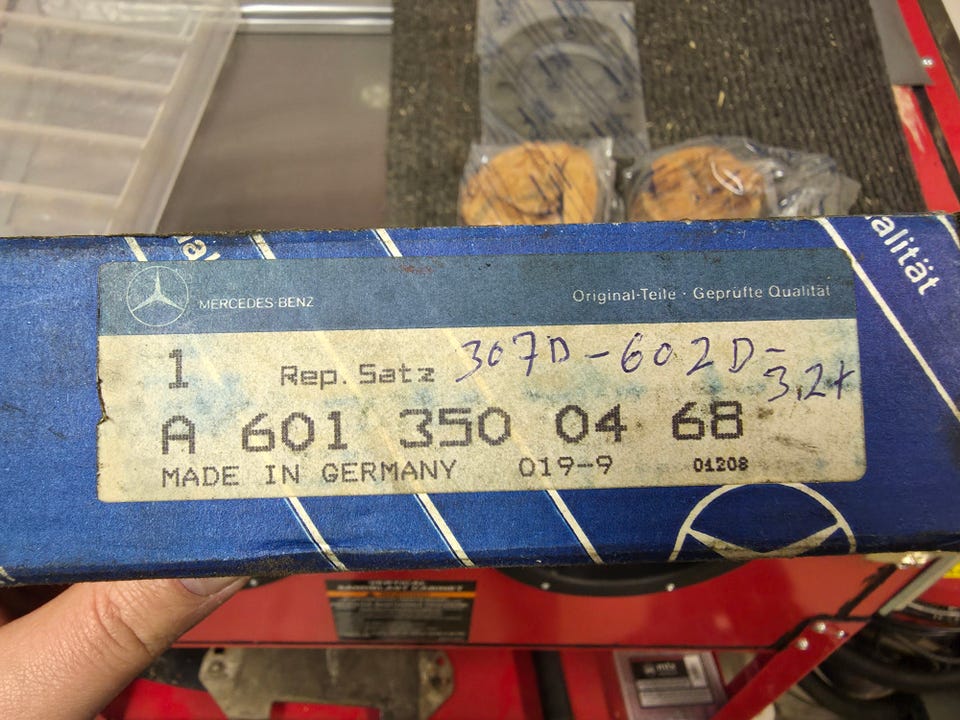 alität
MERCEDES-BENZ
Original-Teile · Geprüfte Qualität
1 Rep. Satz 307D-602D-
3,2t
A 601 350 04 68
MADE IN GERMANY 019-9 01208